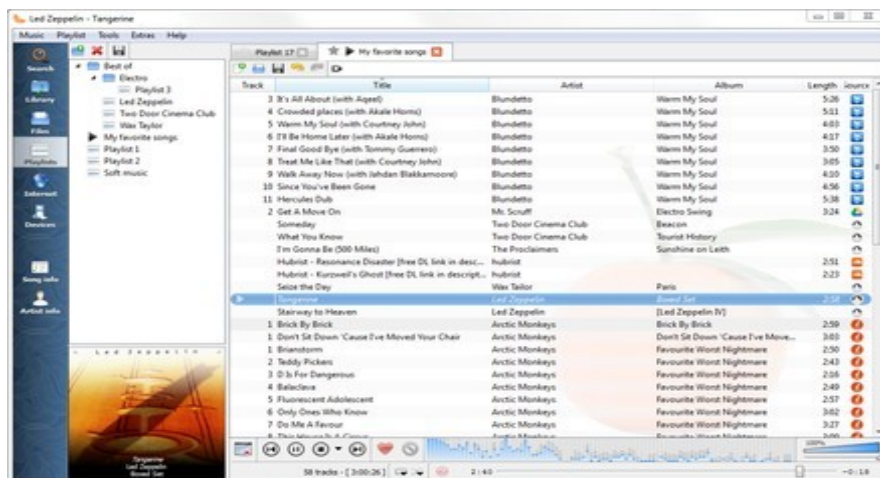 Led Zeppelin - Tangerine
Music Playlist Tools Extras Help
Search
Library
Files
Playlists
Internet
Devices
Song info
Artist info
Best of
Electro
Playlist 3
Led Zeppelin
Two Door Cinema Club
Wax Taylor
My favorite songs
Playlist 1
Playlist 2
Soft music
Led Zeppelin
Tangerine
Led Zeppelin
Boxed Set
Playlist 17 My favorite songs
Track Title Artist Album Length Source
3 It's All About (with Aqeel) Blundetto Warm My Soul 5:26
4 Crowded places (with Akale Horns) Blundetto Warm My Soul 5:11
5 Warm My Soul (with Courtney John) Blundetto Warm My Soul 4:03
6 I'll Be Home Later (with Akale Horns) Blundetto Warm My Soul 4:17
7 Final Good Bye (with Tommy Guerrero) Blundetto Warm My Soul 3:50
8 Treat Me Like That (with Courtney John) Blundetto Warm My Soul 3:05
9 Walk Away Now (with Jahdan Blakkamoore) Blundetto Warm My Soul 4:10
10 Since You've Been Gone Blundetto Warm My Soul 4:56
11 Hercules Dub Blundetto Warm My Soul 5:38
2 Get A Move On Mr. Scruff Electro Swing 3:24
Someday Two Door Cinema Club Beacon
What You Know Two Door Cinema Club Tourist History
I'm Gonna Be (500 Miles) The Proclaimers Sunshine on Leith
Hubrist - Resonance Disaster [free DL link in desc... hubrist 2:51
Hubrist - Kurzweil's Ghost [free DL link in descript... hubrist 2:23
Seize the Day Wax Tailor Paris
Tangerine Led Zeppelin Boxed Set 2:58
Stairway to Heaven Led Zeppelin [Led Zeppelin IV]
1 Brick By Brick Arctic Monkeys Brick By Brick 2:59
1 Don't Sit Down 'Cause I've Moved Your Chair Arctic Monkeys Don't Sit Down 'Cause I've Move... 3:03
1 Brianstorm Arctic Monkeys Favourite Worst Nightmare 2:50
2 Teddy Pickers Arctic Monkeys Favourite Worst Nightmare 2:43
3 D Is For Dangerous Arctic Monkeys Favourite Worst Nightmare 2:16
4 Balaclava Arctic Monkeys Favourite Worst Nightmare 2:49
5 Fluorescent Adolescent Arctic Monkeys Favourite Worst Nightmare 2:57
6 Only Ones Who Know Arctic Monkeys Favourite Worst Nightmare 3:02
7 Do Me A Favour Arctic Monkeys Favourite Worst Nightmare 3:27
8 This House Is A Circus Arctic Monkeys Favourite Worst Nightmare
100%
58 tracks - [ 3:00:26 ] 2:40 -0:18